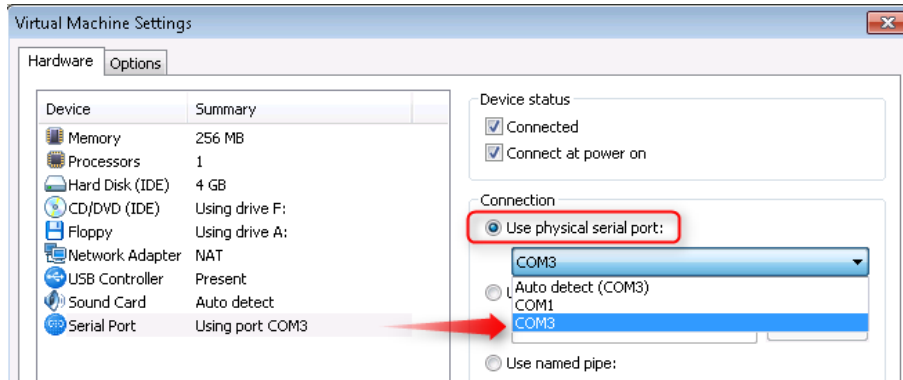 Virtual Machine Settings
Hardware Options
Device Summary
Memory 256 MB
Processors 1
Hard Disk (IDE) 4 GB
CD/DVD (IDE) Using drive F:
Floppy Using drive A:
Network Adapter NAT
USB Controller Present
Sound Card Auto detect
Serial Port Using port COM3
Device status
Connected
Connect at power on
Connection
Use physical serial port:
COM3
Auto detect (COM3)
COM1
COM3
Use named pipe: